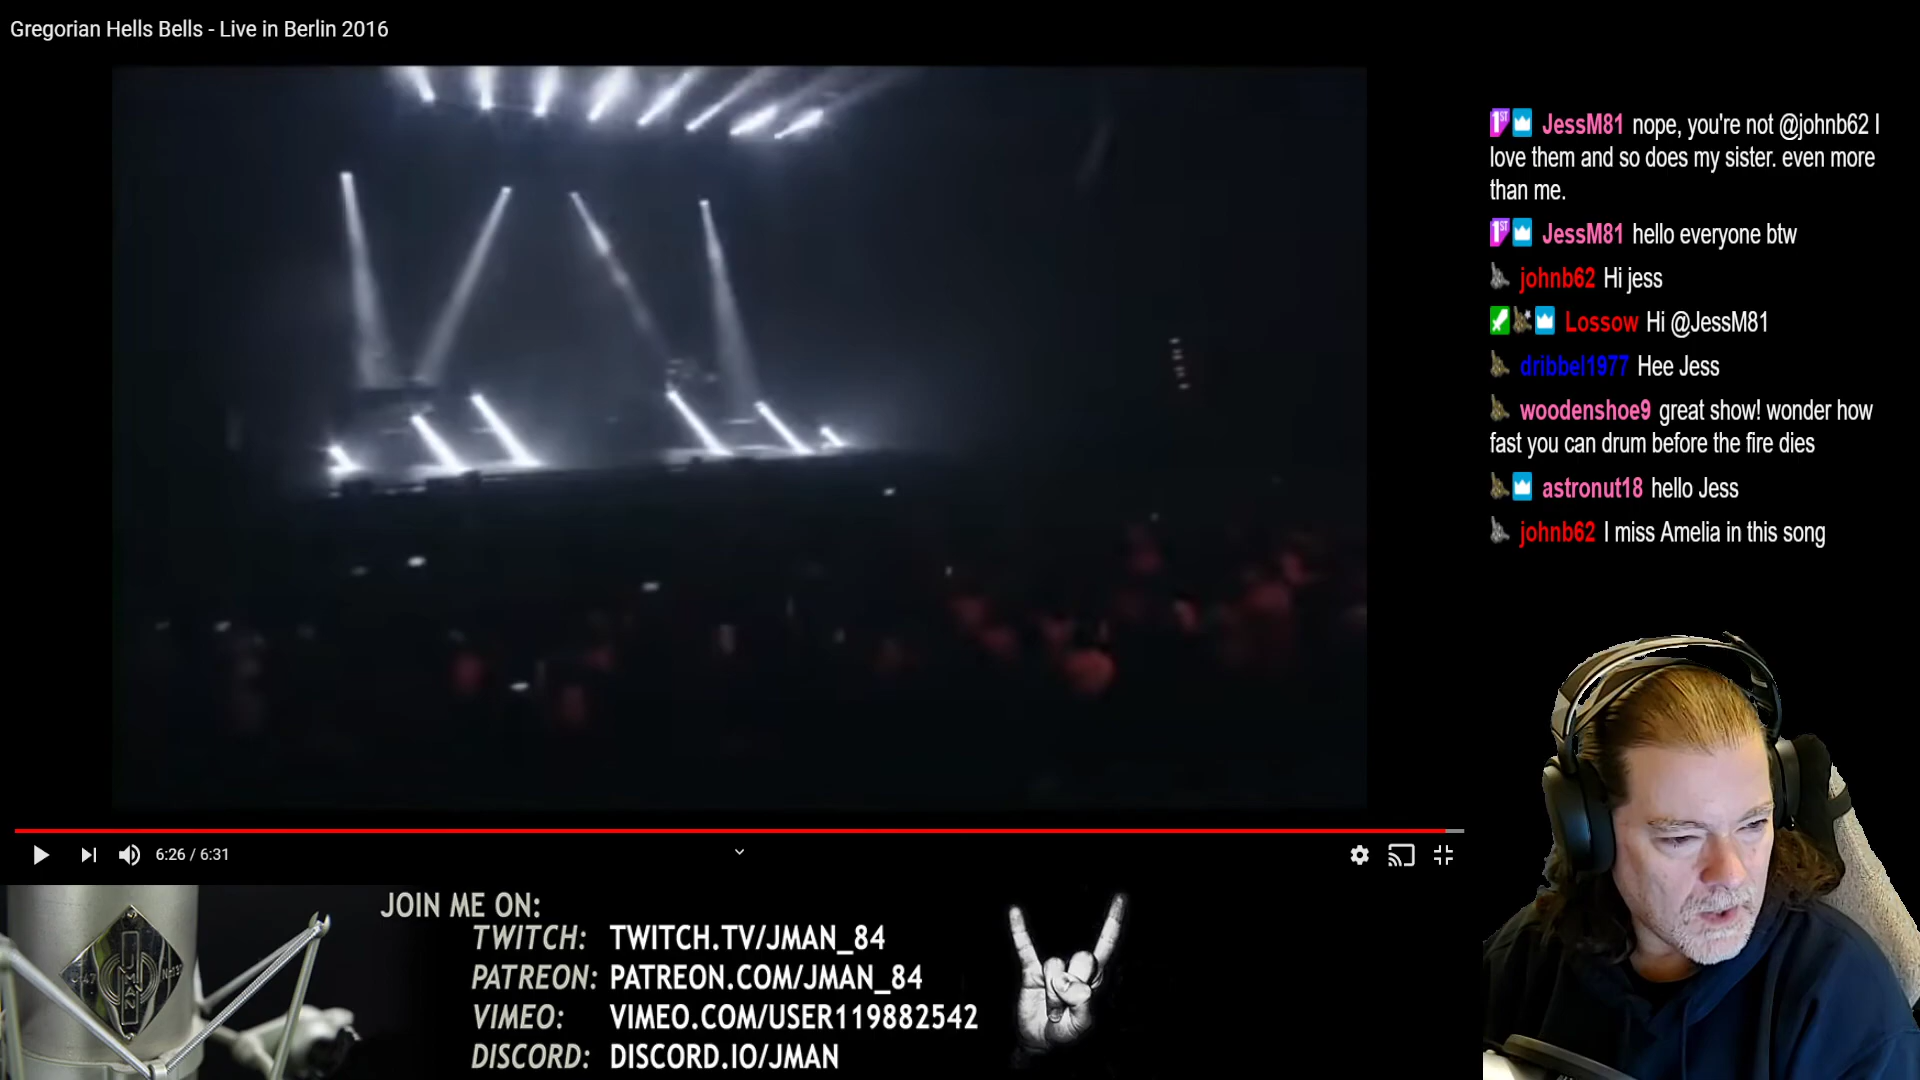 Gregorian Hells Bells - Live in Berlin 2016
1ST JessM81 nope, you're not @johnb62 I
love them and so does my sister. even more
than me.
1ST JessM81 hello everyone btw
johnb62 Hi jess
Lossow Hi @JessM81
dribbel1977 Hee Jess
woodenshoe9 great show! wonder how
fast you can drum before the fire dies
astronut18 hello Jess
johnb62 I miss Amelia in this song
6:26 / 6:31
JOIN ME ON:
TWITCH: TWITCH.TV/JMAN_84
PATREON: PATREON.COM/JMAN_84
VIMEO: VIMEO.COM/USER119882542
DISCORD: DISCORD.IO/JMAN
JMAN